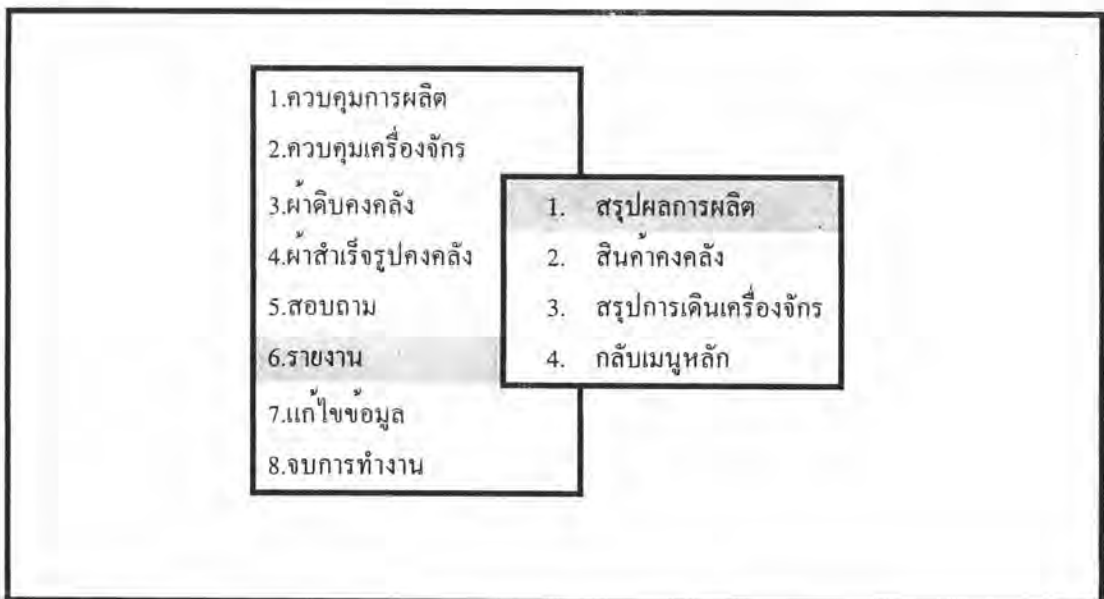 1.ควบคุมการผลิต
2.ควบคุมเครื่องจักร
3.ผ้าดิบคงคลัง
4.ผ้าสำเร็จรูปคงคลัง
5.สอบถาม
6.รายงาน
7.แก้ไขข้อมูล
8.จบการทำงาน
1. สรุปผลการผลิต
2. สินค้าคงคลัง
3. สรุปการเดินเครื่องจักร
4. กลับเมนูหลัก